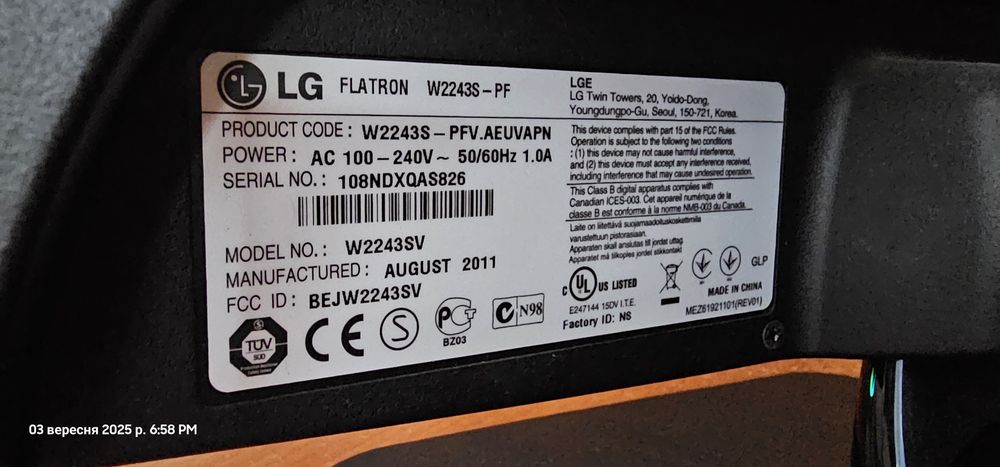 LG FLATRON W2243S-PF
LGE
LG Twin Towers, 20, Yoido-Dong,
Youngdungpo-Gu, Seoul, 150-721, Korea.
PRODUCT CODE : W2243S-PFV.AEUVAPN
POWER : AC 100-240V~ 50/60Hz 1.0A
SERIAL NO. : 108NDXQAS826
MODEL NO. : W2243SV
MANUFACTURED : AUGUST 2011
FCC ID : BEJW2243SV
This device complies with part 15 of the FCC Rules.
Operation is subject to the following two conditions
: (1) this device may not cause harmful interference,
and (2) this device must accept any interference received,
including interference that may cause undesired operation.
This Class B digital apparatus complies with
Canadian ICES-003. Cet appareil numérique de la
classe B est conforme à la norme NMB-003 du Canada.
Laite on liitettävä suojamaadoituskoskettimilla
varustettuun pistorasiaan.
Apparaten skall anslutas till jordat uttag.
Apparatet må tilkoples jordet stikkontakt
TÜV
SÜD
CE
S
PCT
BZ03
C N98
C UL US LISTED
E247144 15DV I.T.E.
Factory ID: NS
GLP
MADE IN CHINA
MEZ61921101(REV01)
03 вересня 2025 р. 6:58 PM